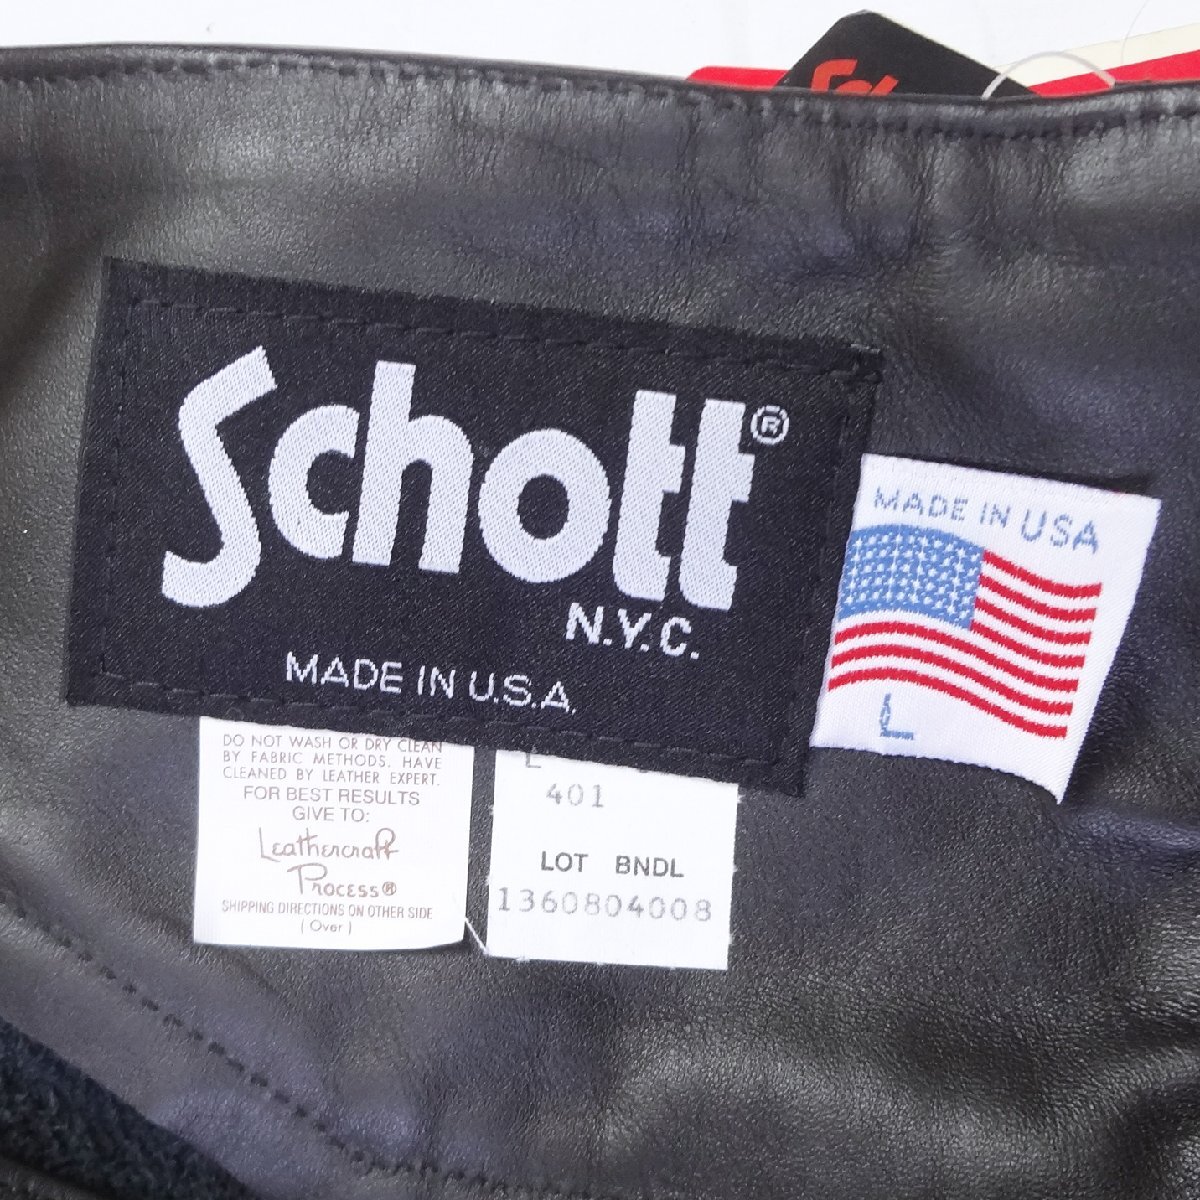 Schott®
N.Y.C.
MADE IN U.S.A.
MADE IN USA
L
DO NOT WASH OR DRY CLEAN
BY FABRIC METHODS. HAVE
CLEANED BY LEATHER EXPERT.
FOR BEST RESULTS
GIVE TO:
Leathercraft
Process®
SHIPPING DIRECTIONS ON OTHER SIDE
(Over)
401
LOT BNDL
1360804008